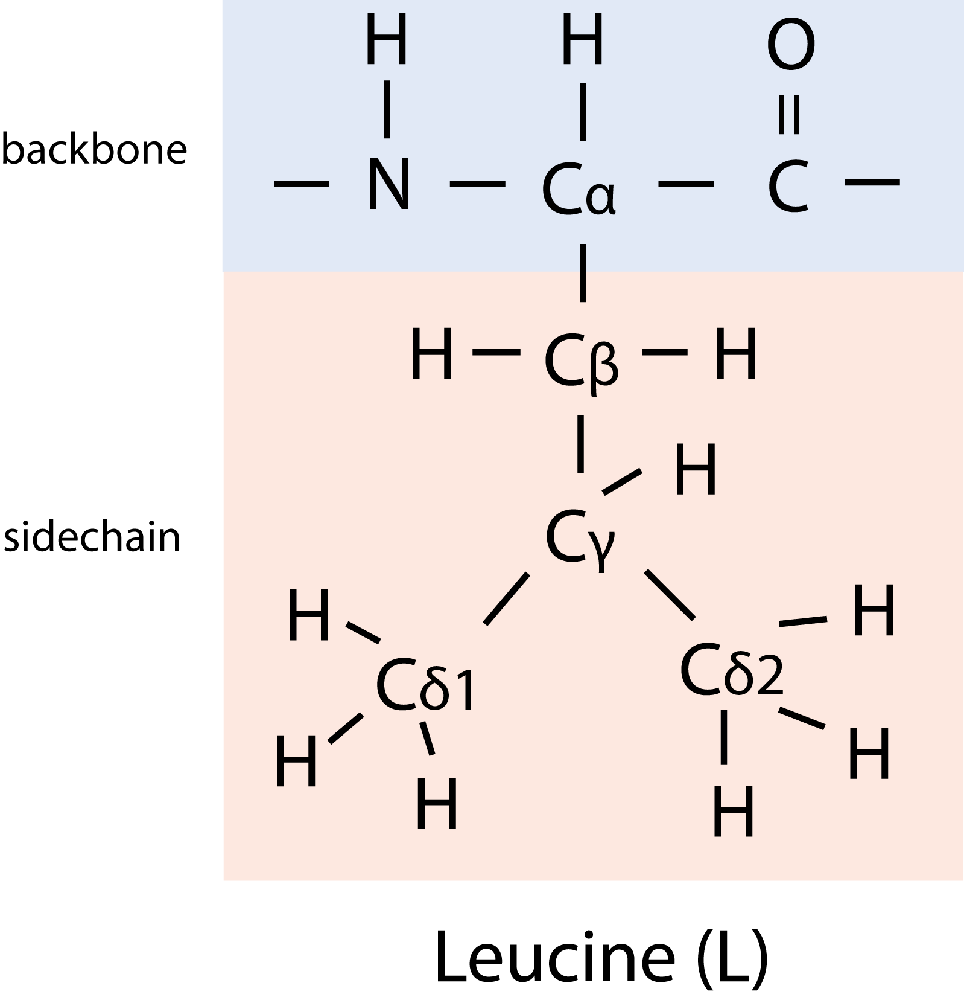 H H O
backbone
N Cα C
H Cβ H
H
Cγ
sidechain
H H
Cδ1 Cδ2
H H
H H
Leucine (L)